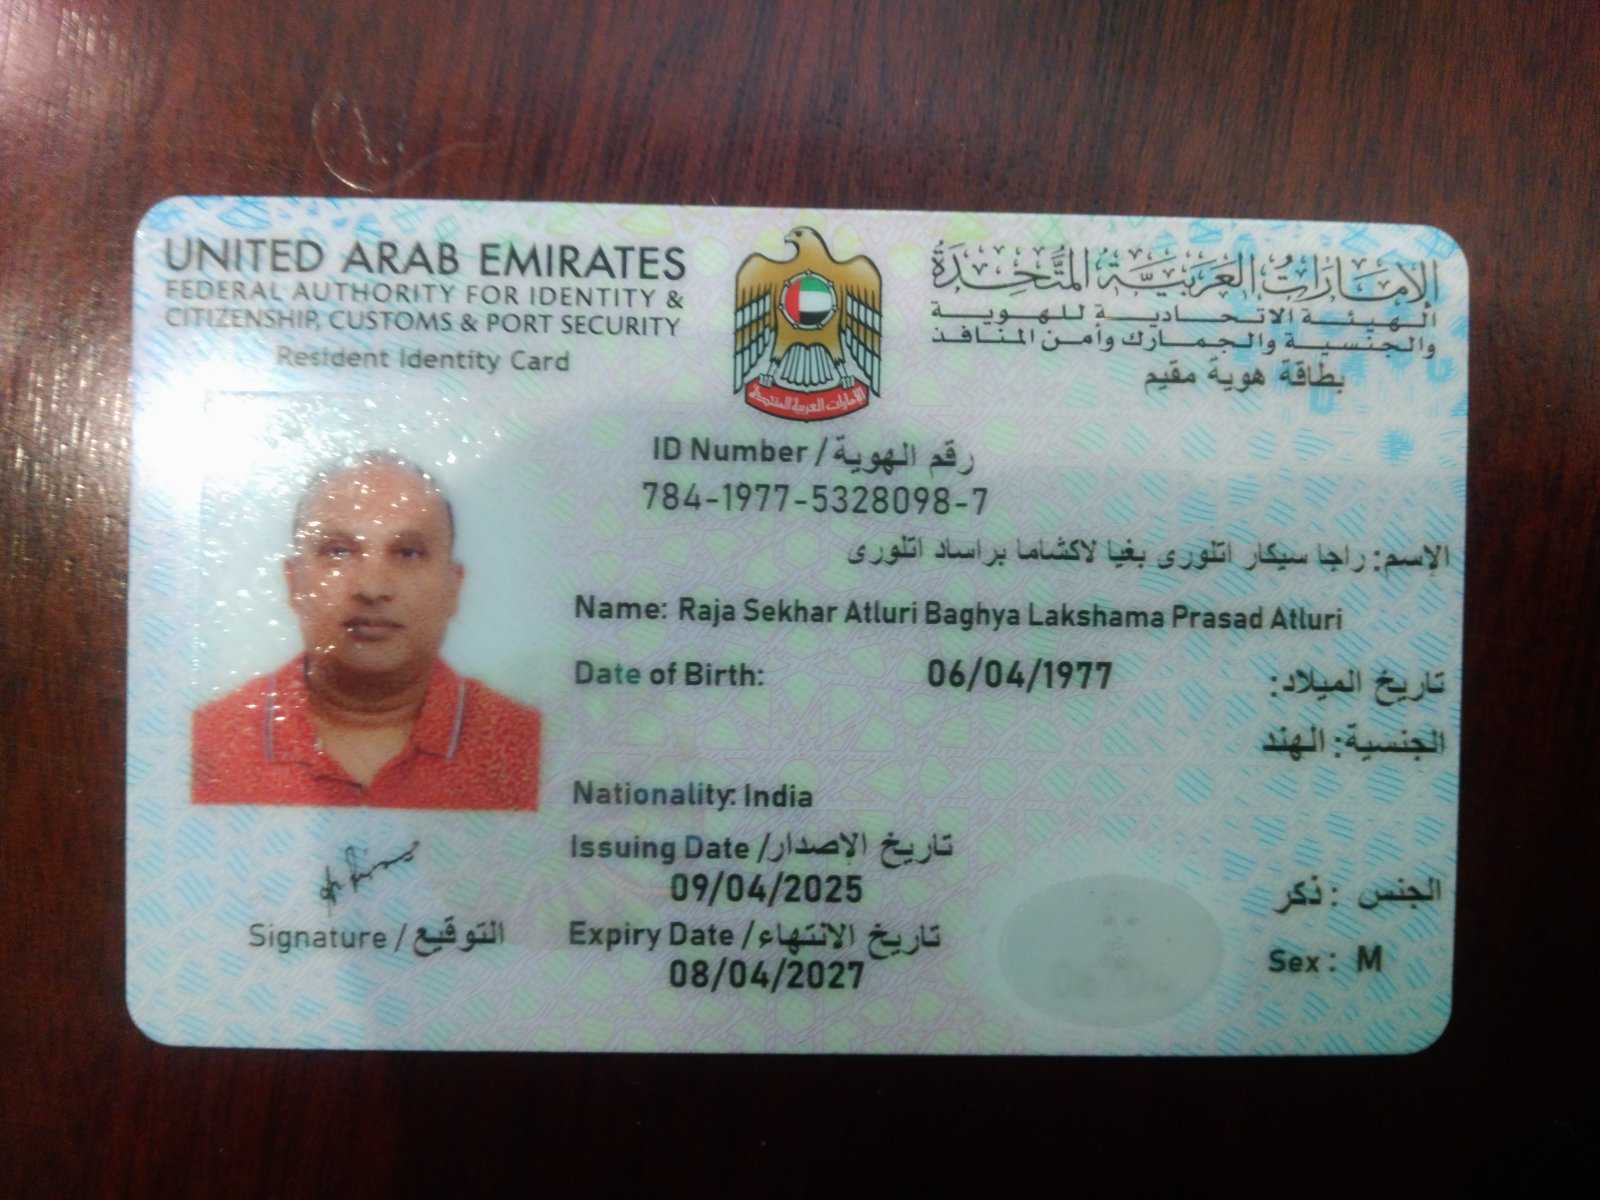 UNITED ARAB EMIRATES
FEDERAL AUTHORITY FOR IDENTITY &
CITIZENSHIP, CUSTOMS & PORT SECURITY
Resident Identity Card
الإمارات العربية المتحدة
الهيئة الاتحادية للهوية
والجنسية والجمارك وأمن المنافذ
بطاقة هوية مقيم
الإمارات العربية المتحدة
ID Number / رقم الهوية
784-1977-5328098-7
الإسم: راجا سيكار اتلورى بغيا لاكشاما براساد اتلورى
Name: Raja Sekhar Atluri Baghya Lakshama Prasad Atluri
Date of Birth: 06/04/1977 تاريخ الميلاد:
الجنسية: الهند
Nationality: India
Issuing Date / تاريخ الإصدار
09/04/2025
Expiry Date / تاريخ الانتهاء
08/04/2027
الجنس : ذكر
Sex : M
Signature / التوقيع